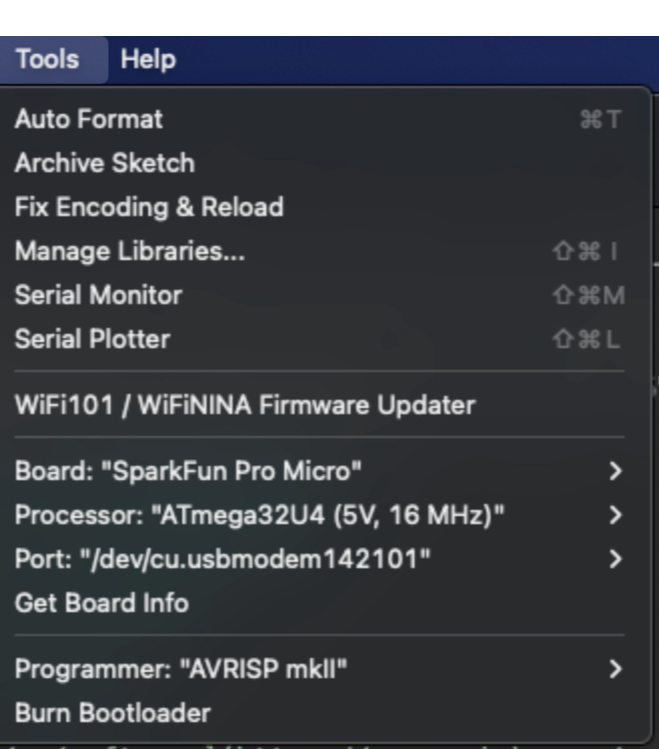 Tools Help
Auto Format ⌘T
Archive Sketch
Fix Encoding & Reload
Manage Libraries... ⇧⌘I
Serial Monitor ⇧⌘M
Serial Plotter ⇧⌘L
WiFi101 / WiFiNINA Firmware Updater
Board: "SparkFun Pro Micro"
Processor: "ATmega32U4 (5V, 16 MHz)"
Port: "/dev/cu.usbmodem142101"
Get Board Info
Programmer: "AVRISP mkII"
Burn Bootloader